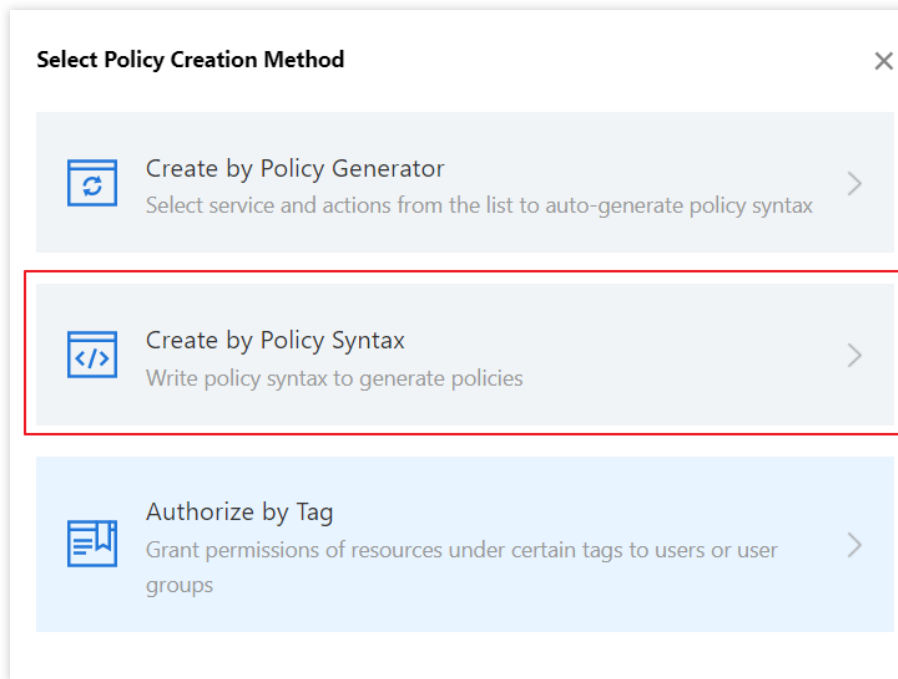 Select Policy Creation Method
Create by Policy Generator
Select service and actions from the list to auto-generate policy syntax
Create by Policy Syntax
Write policy syntax to generate policies
Authorize by Tag
Grant permissions of resources under certain tags to users or user
groups